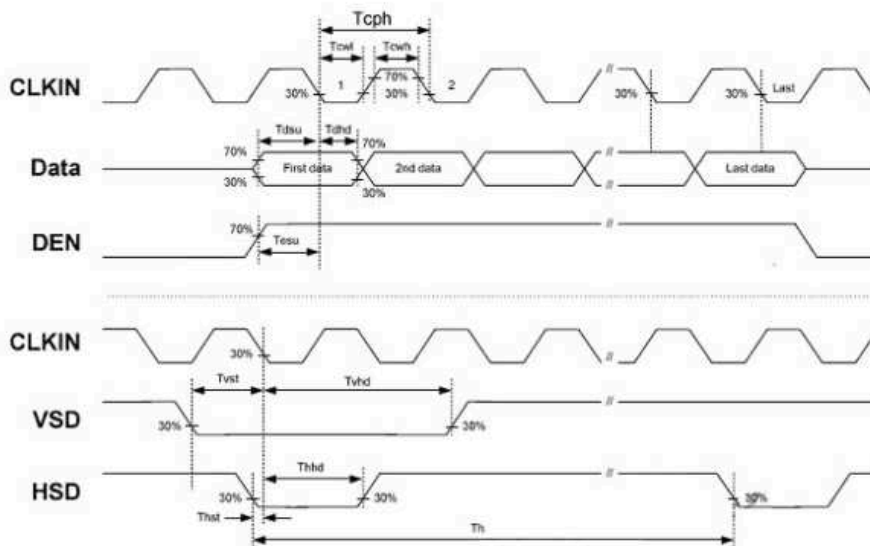 Tcph
Tcwl Tcwh
CLKIN 30% 1 70% 30% 2 30% 30% Last
Tdsu Tdhd
70% 70%
Data First data 2nd data Last data
30% 30%
DEN 70%
Tesu
CLKIN 30%
Tvst Tvhd
VSD 30% 30%
Thhd
HSD 30% 30% 30%
Thst
Th